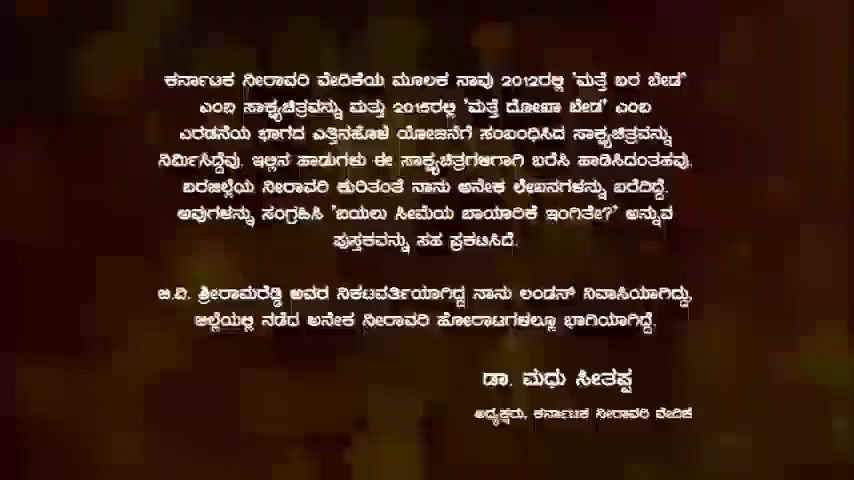 ಕರ್ನಾಟಕ ನೀರಾವರಿ ವೇದಿಕೆಯ ಮೂಲಕ ನಾವು 2012ರಲ್ಲಿ 'ಮತ್ತೆ ಬರ ಬೇಡ'
ಎಂಬ ಸಾಕ್ಷ್ಯಚಿತ್ರವನ್ನು ಮತ್ತು 2016ರಲ್ಲಿ 'ಮತ್ತೆ ದೋಖಾ ಬೇಡ' ಎಂಬ
ಎರಡನೆಯ ಭಾಗದ ಎತ್ತಿನಹೊಳೆ ಯೋಜನೆಗೆ ಸಂಬಂಧಿಸಿದ ಸಾಕ್ಷ್ಯಚಿತ್ರವನ್ನು
ನಿರ್ಮಿಸಿದ್ದೆವು. ಇಲ್ಲಿನ ಹಾಡುಗಳು ಈ ಸಾಕ್ಷ್ಯಚಿತ್ರಗಳಿಗಾಗಿ ಬರೆಸಿ ಹಾಡಿಸಿದಂತಹವು.
ಬರಜಿಲ್ಲೆಯ ನೀರಾವರಿ ಕುರಿತಂತೆ ನಾನು ಅನೇಕ ಲೇಖನಗಳನ್ನು ಬರೆದಿದ್ದೆ.
ಅವುಗಳನ್ನು ಸಂಗ್ರಹಿಸಿ 'ಬಯಲು ಸೀಮೆಯ ಬಾಯಾರಿಕೆ ಇಂಗಿತೇ?' ಅನ್ನುವ
ಪುಸ್ತಕವನ್ನು ಸಹ ಪ್ರಕಟಿಸಿದೆ.
ಜಿ.ವಿ. ಶ್ರೀರಾಮರೆಡ್ಡಿ ಅವರ ನಿಕಟವರ್ತಿಯಾಗಿದ್ದ ನಾನು ಲಂಡನ್ ನಿವಾಸಿಯಾಗಿದ್ದು,
ಜಿಲ್ಲೆಯಲ್ಲಿ ನಡೆದ ಅನೇಕ ನೀರಾವರಿ ಹೋರಾಟಗಳಲ್ಲೂ ಭಾಗಿಯಾಗಿದ್ದೆ.
ಡಾ. ಮಧು ಸೀತಪ್ಪ
ಅಧ್ಯಕ್ಷರು, ಕರ್ನಾಟಕ ನೀರಾವರಿ ವೇದಿಕೆ